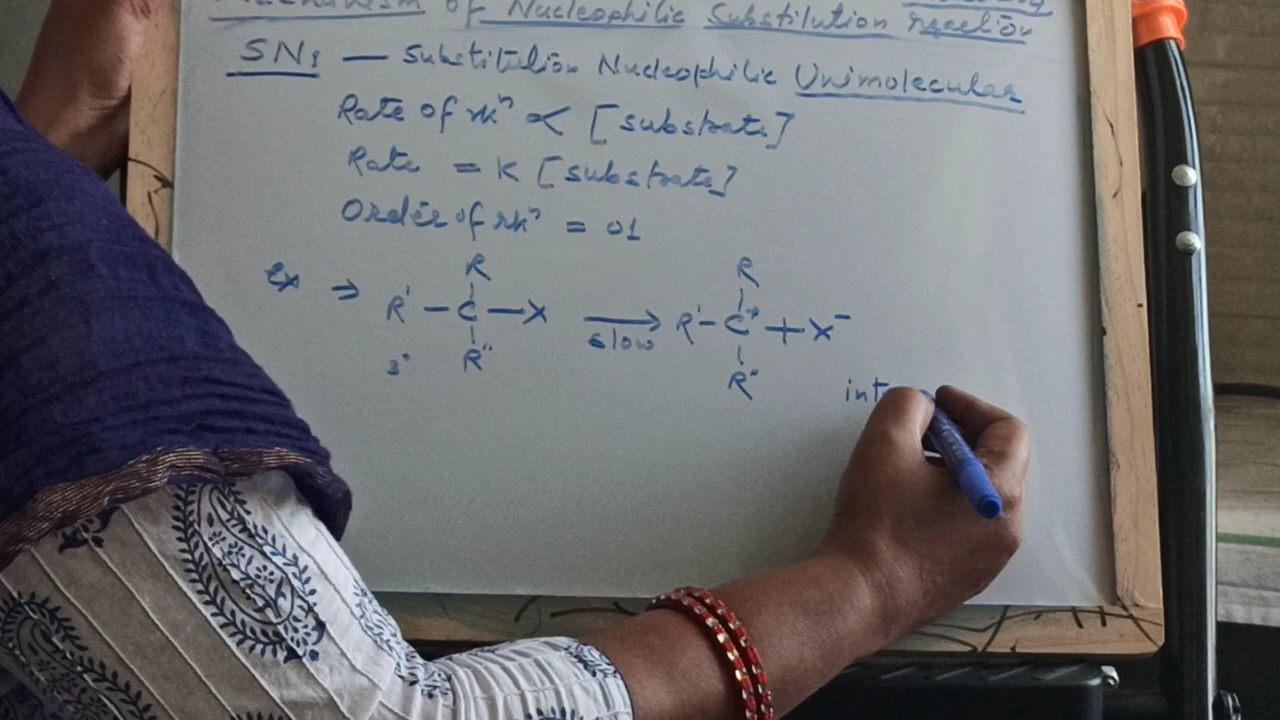 Mechanism of Nucleophilic Substitution reaction
SN1 — Substitution Nucleophilic Unimolecular
Rate of rxⁿ ∝ [substrate]
Rate = K [substrate]
Order of rxⁿ = 01
Ex ⇒ R' – C – X → R' – C⁺ + X⁻
R R
slow
R'' R''
3° int